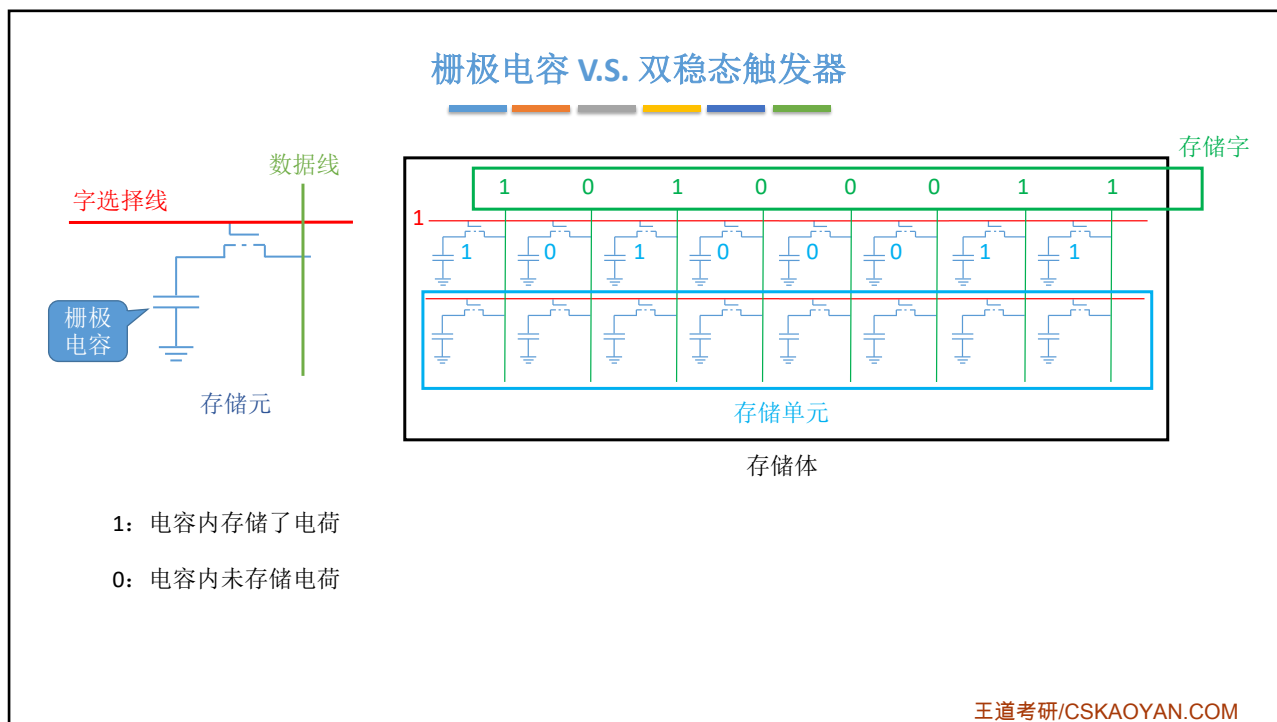 栅极电容 V.S. 双稳态触发器
数据线
字选择线
栅极
电容
存储元
存储字
1 0 1 0 0 0 1 1
1
1 0 1 0 0 0 1 1
存储单元
存储体
1：电容内存储了电荷
0：电容内未存储电荷
王道考研/CSKAOYAN.COM